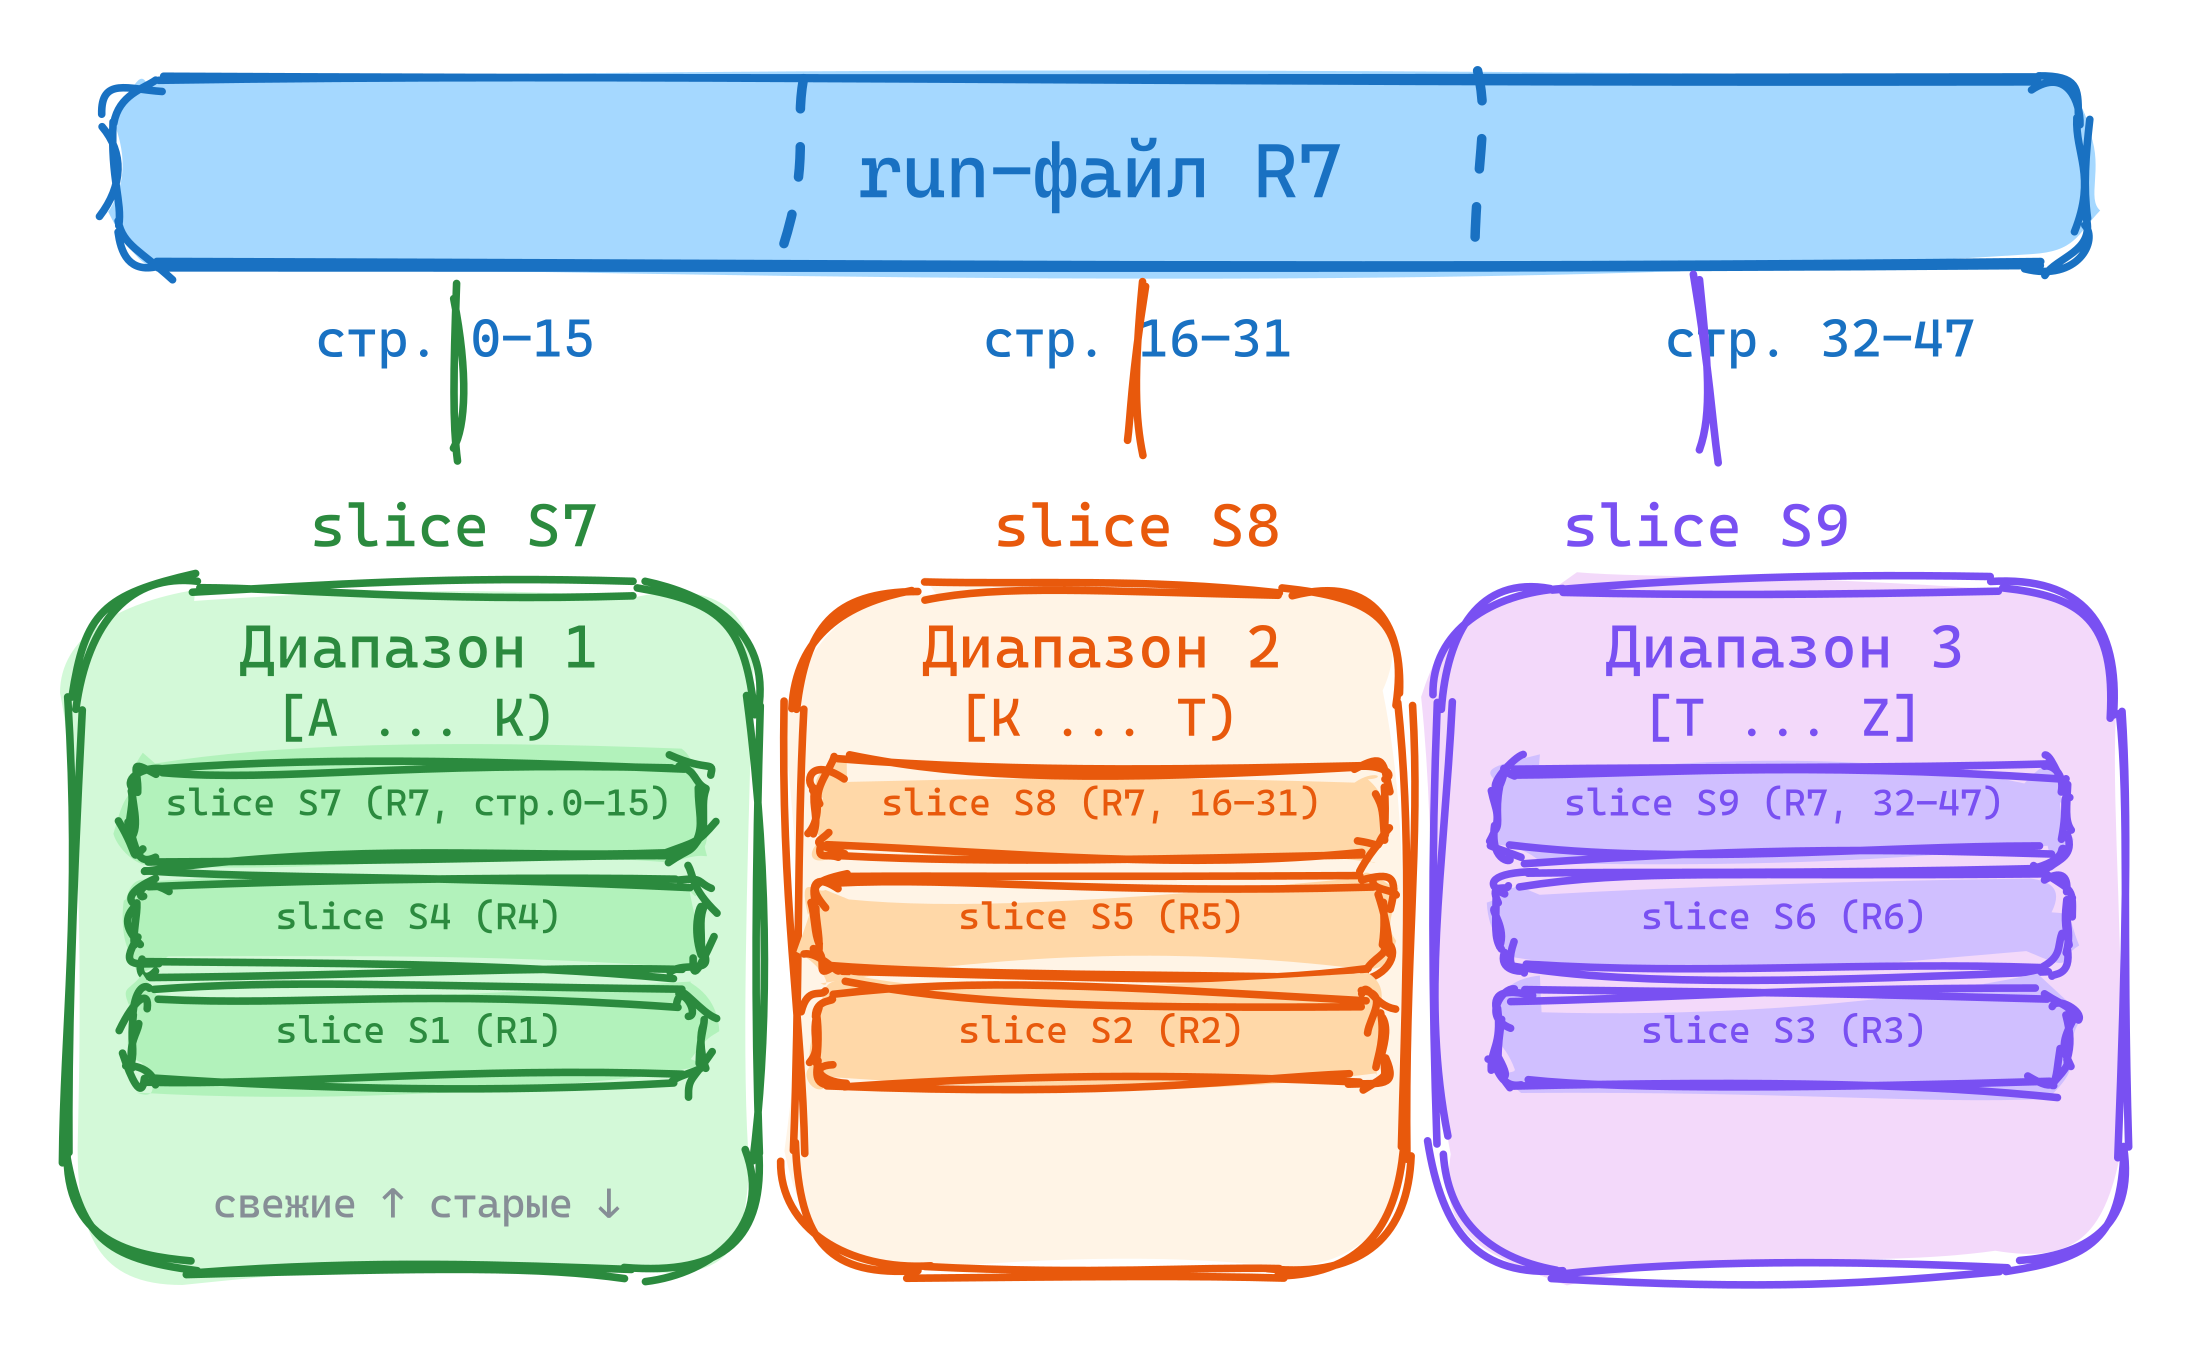 run–файл R7
стр. 0–15
стр. 16–31
стр. 32–47
slice S7
slice S8
slice S9
Диапазон 1
[A ... K)
slice S7 (R7, стр.0–15)
slice S4 (R4)
slice S1 (R1)
свежие ↑ старые ↓
Диапазон 2
[K ... T)
slice S8 (R7, 16–31)
slice S5 (R5)
slice S2 (R2)
Диапазон 3
[T ... Z]
slice S9 (R7, 32–47)
slice S6 (R6)
slice S3 (R3)